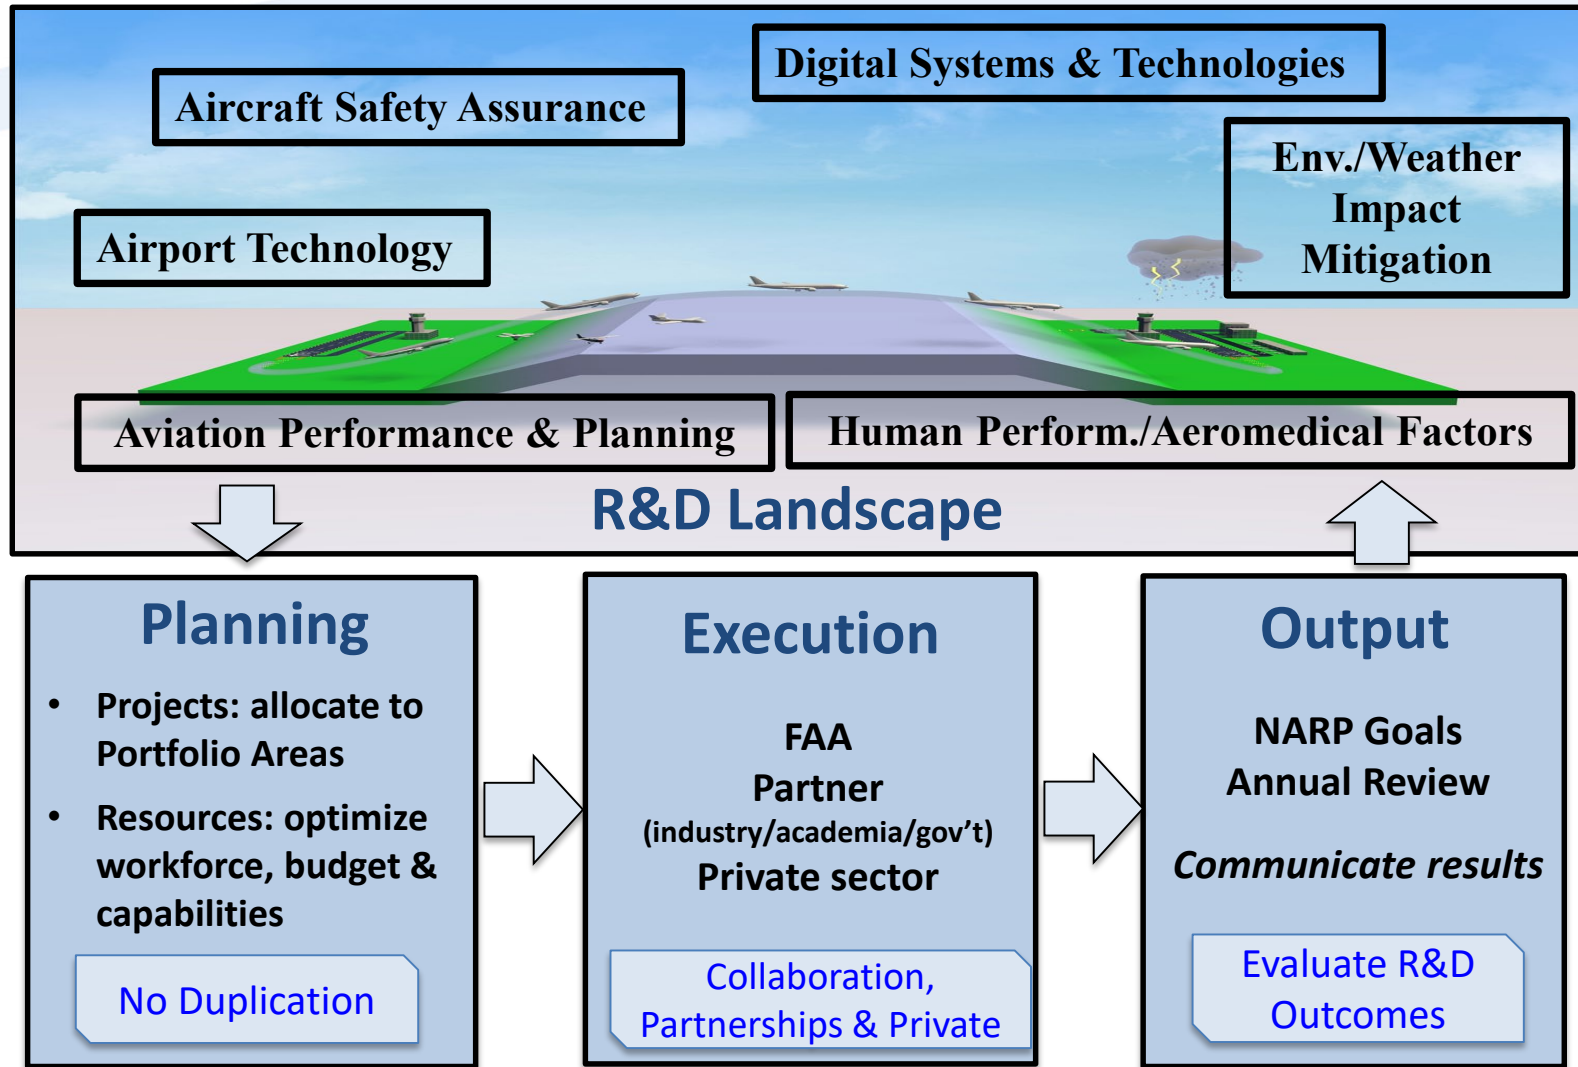 Digital Systems & Technologies
Aircraft Safety Assurance
Env./Weather
Impact
Mitigation
Airport Technology
Aviation Performance & Planning
Human Perform./Aeromedical Factors
R&D Landscape
Planning
• Projects: allocate to
Portfolio Areas
• Resources: optimize
workforce, budget &
capabilities
No Duplication
Execution
FAA
Partner
(industry/academia/gov’t)
Private sector
Collaboration,
Partnerships & Private
Output
NARP Goals
Annual Review
Communicate results
Evaluate R&D
Outcomes